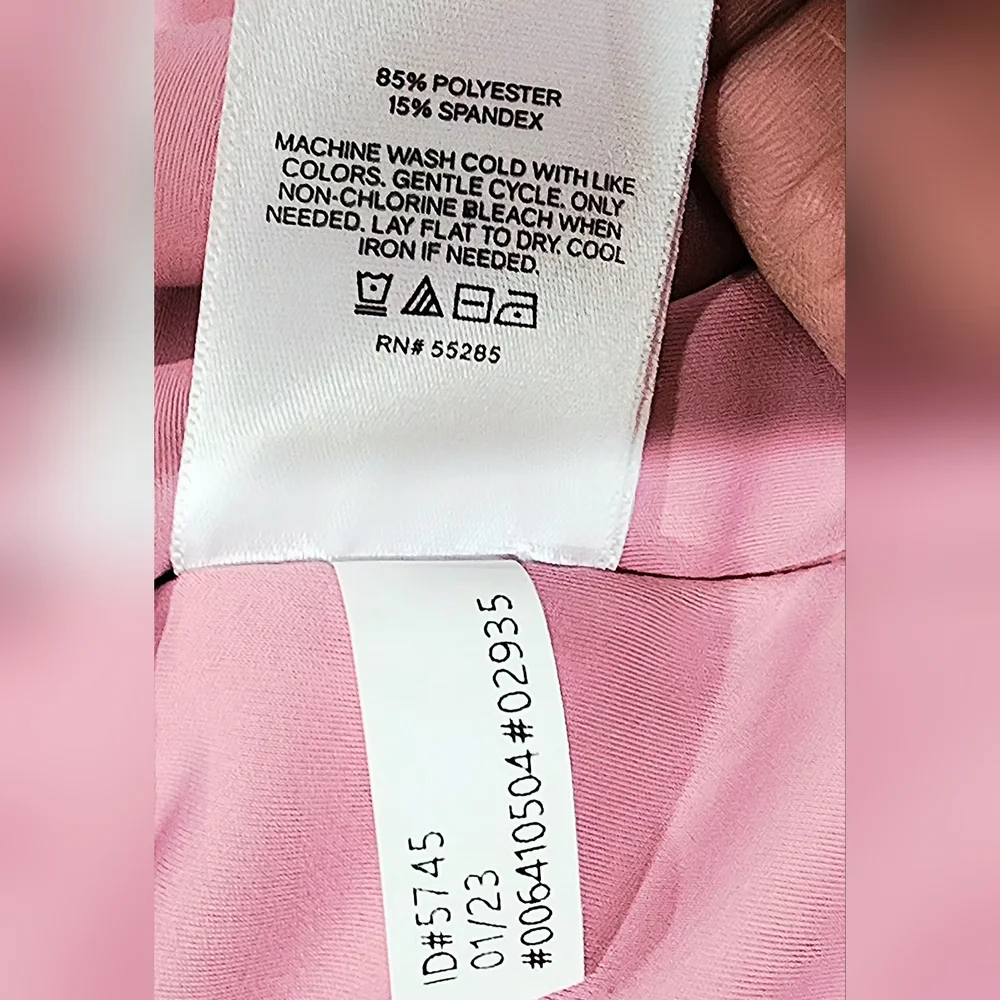 85% POLYESTER
15% SPANDEX
MACHINE WASH COLD WITH LIKE
COLORS. GENTLE CYCLE. ONLY
NON-CHLORINE BLEACH WHEN
NEEDED. LAY FLAT TO DRY. COOL
IRON IF NEEDED.
RN# 55285
ID#5745
01/23
#006410504#02935